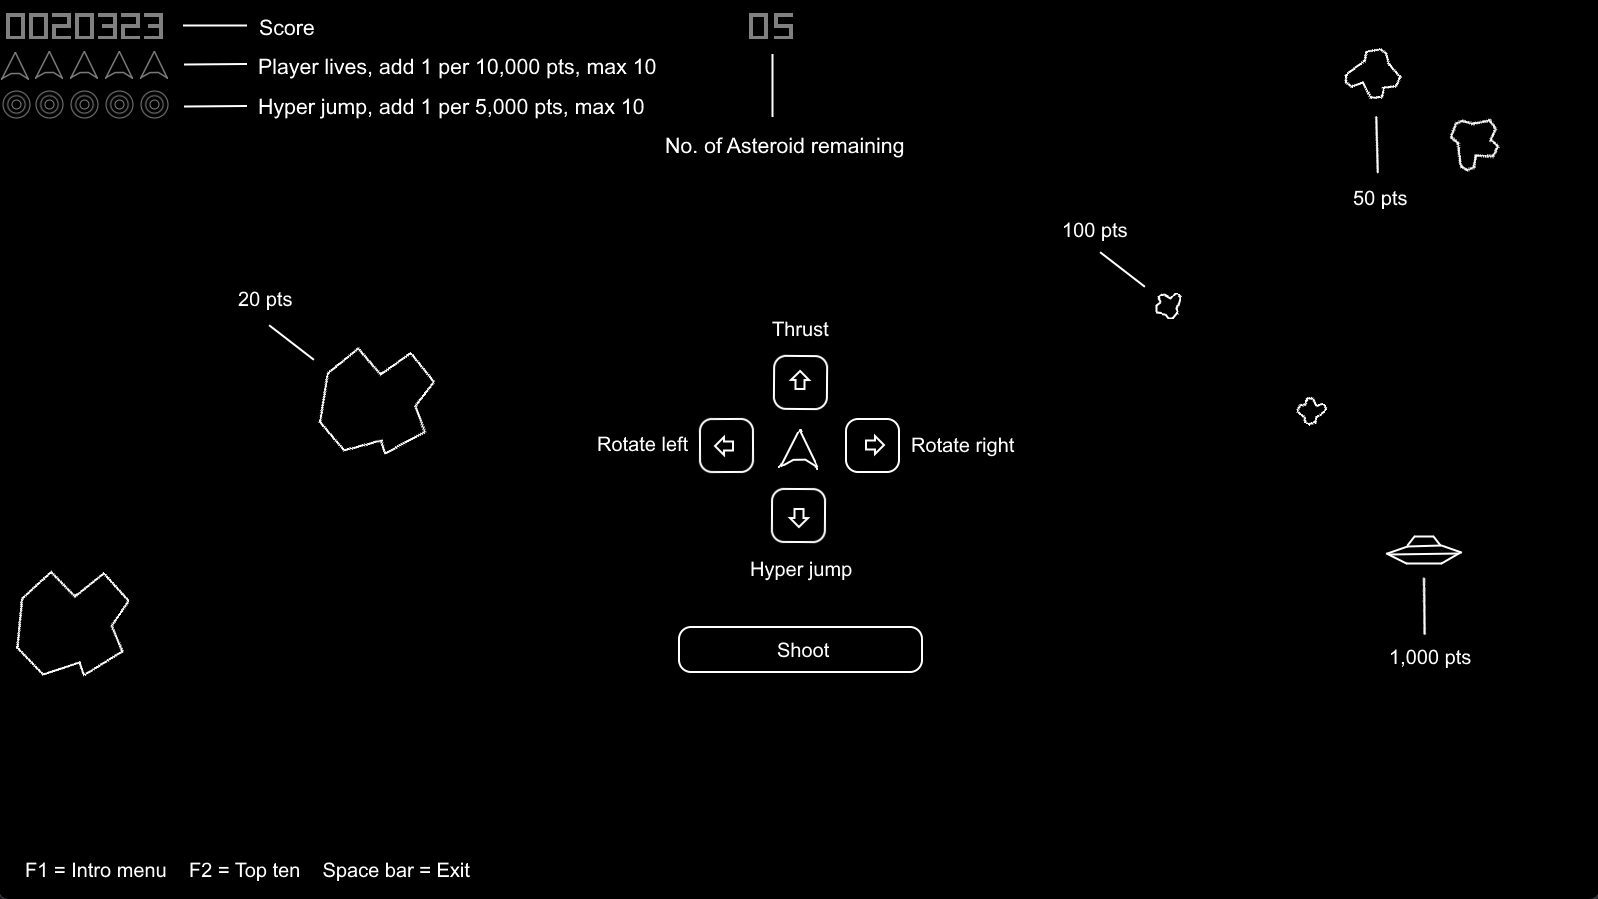 0020323 Score
05
Player lives, add 1 per 10,000 pts, max 10
Hyper jump, add 1 per 5,000 pts, max 10
No. of Asteroid remaining
50 pts
100 pts
20 pts
Thrust
Rotate left
Rotate right
Hyper jump
Shoot
1,000 pts
F1 = Intro menu F2 = Top ten Space bar = Exit